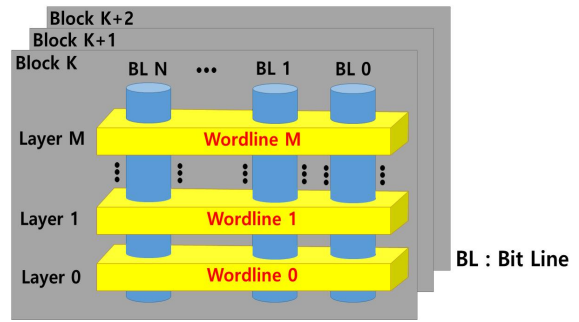 Block K+2
Block K+1
Block K
BL N ••• BL 1 BL 0
Layer M
Wordline M
Layer 1
Wordline 1
Layer 0
Wordline 0
BL : Bit Line